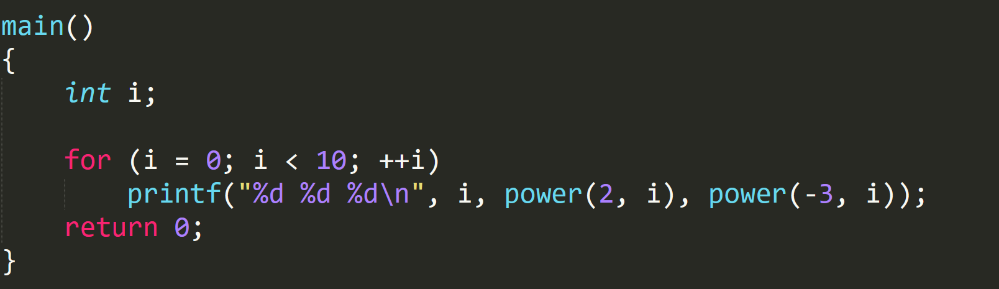 main()
{
    int i;

    for (i = 0; i < 10; ++i)
        printf("%d %d %d\n", i, power(2, i), power(-3, i));
    return 0;
}